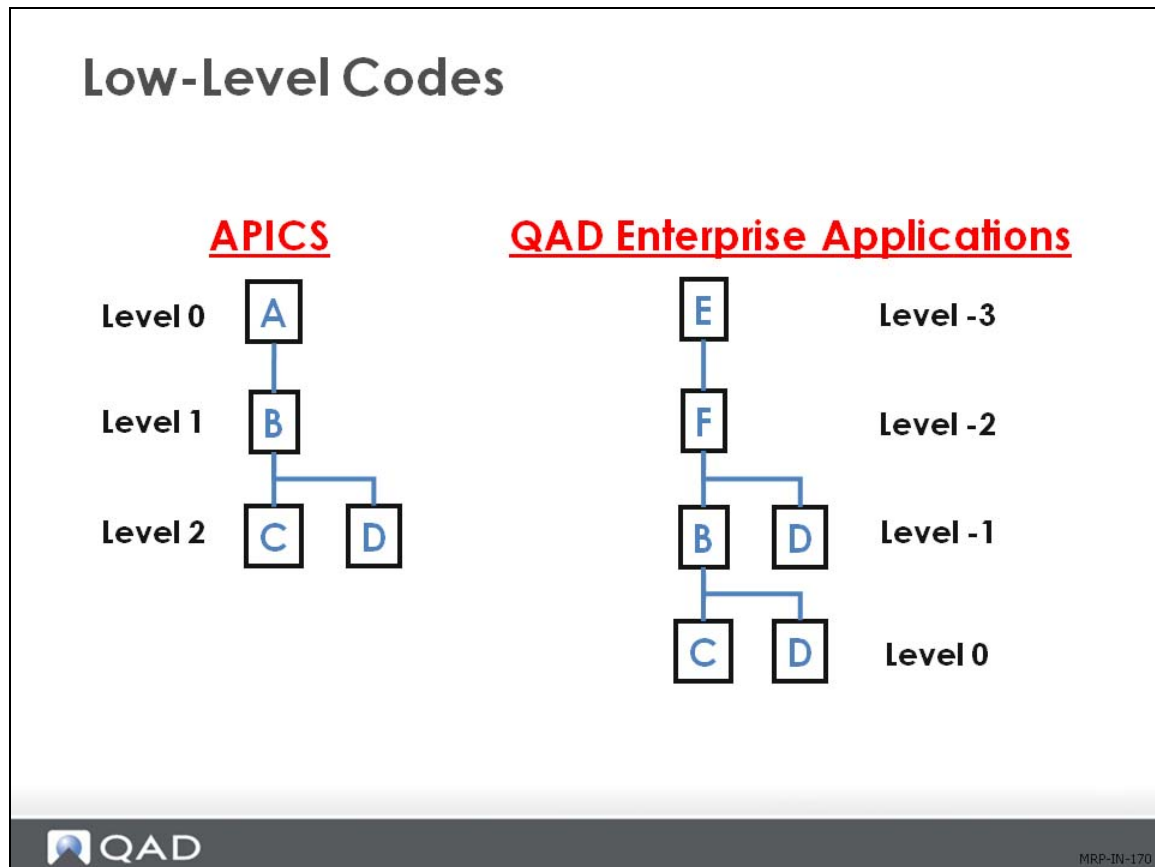 Low-Level Codes
APICS
QAD Enterprise Applications
Level 0
A
E
Level -3
Level 1
B
F
Level -2
Level 2
C
D
B
D
Level -1
C
D
Level 0
QAD
MRP-IN-170